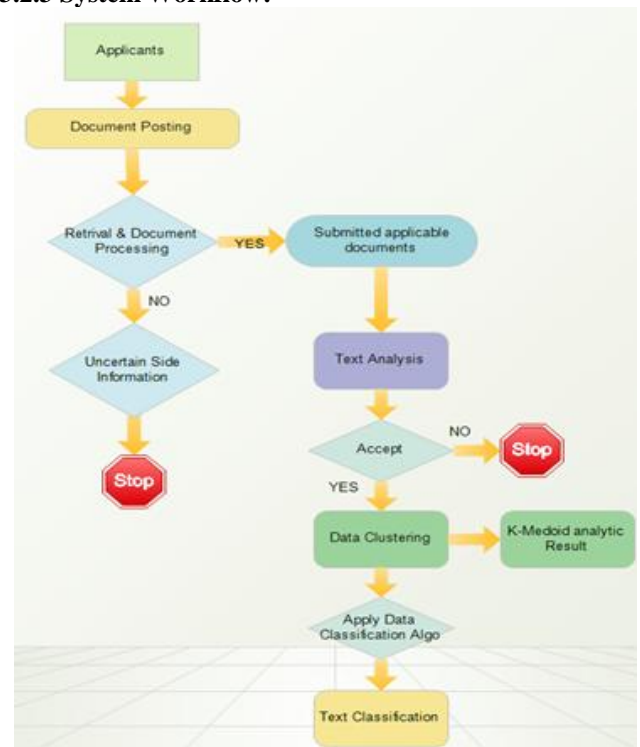 Applicants
Document Posting
Retrival & Document
Processing
YES
Submitted applicable
documents
NO
Uncertain Side
Information
Stop
Text Analysis
Accept
NO
Stop
YES
Data Clustering
K-Medoid analytic
Result
Apply Data
Classification Algo
Text Classification